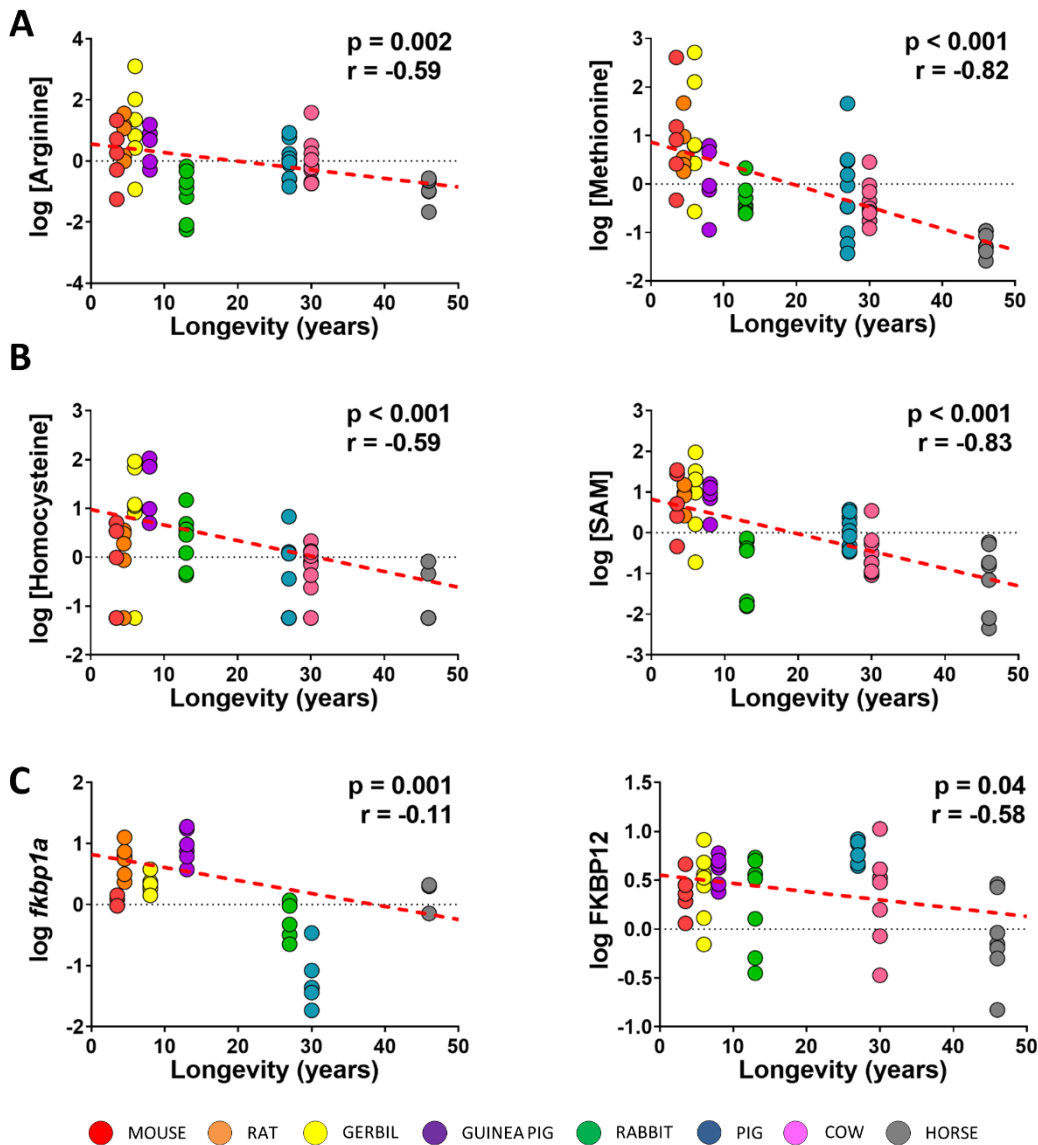 A
p = 0.002
r = -0.59
log [Arginine]
4
2
0
-2
-4
0 10 20 30 40 50
Longevity (years)
p < 0.001
r = -0.82
log [Methionine]
3
2
1
0
-1
-2
0 10 20 30 40 50
Longevity (years)
B
p < 0.001
r = -0.59
log [Homocysteine]
3
2
1
0
-1
-2
0 10 20 30 40 50
Longevity (years)
p < 0.001
r = -0.83
log [SAM]
3
2
1
0
-1
-2
-3
0 10 20 30 40 50
Longevity (years)
C
p = 0.001
r = -0.11
log fkbp1a
2
1
0
-1
-2
0 10 20 30 40 50
Longevity (years)
p = 0.04
r = -0.58
log FKBP12
1.5
1.0
0.5
0.0
-0.5
-1.0
0 10 20 30 40 50
Longevity (years)
MOUSE RAT GERBIL GUINEA PIG RABBIT PIG COW HORSE